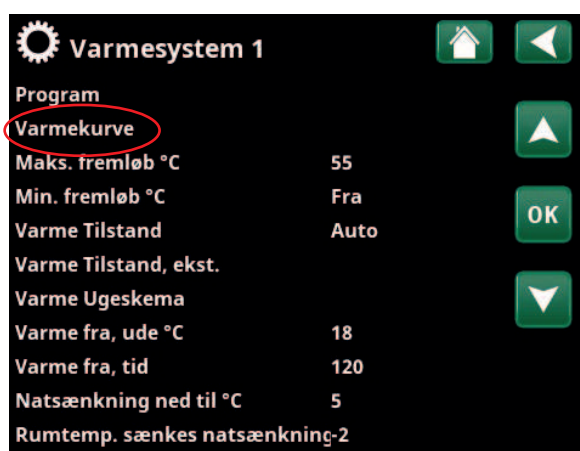 Varmesystem 1
Program
Varmekurve
Maks. fremløb °C 55
Min. fremløb °C Fra
Varme Tilstand Auto
OK
Varme Tilstand, ekst.
Varme Ugeskema
Varme fra, ude °C 18
Varme fra, tid 120
Natsænkning ned til °C 5
Rumtemp. sænkes natsænkning-2